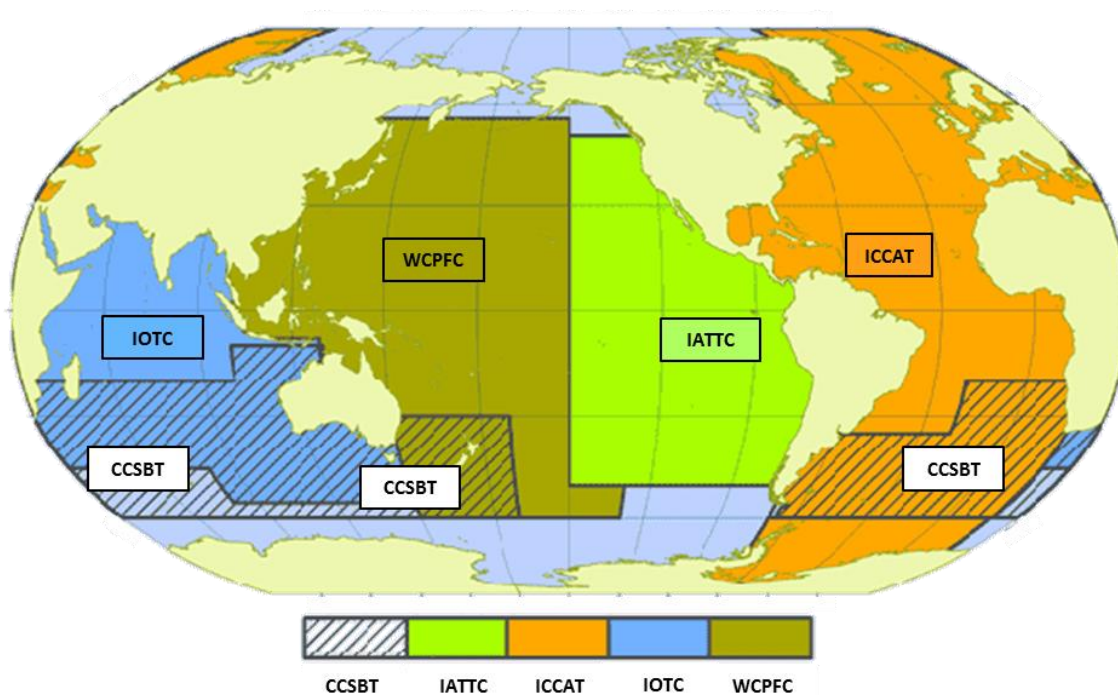 WCPFC
ICCAT
IOTC
IATTC
CCSBT
CCSBT
CCSBT
CCSBT IATTC ICCAT IOTC WCPFC